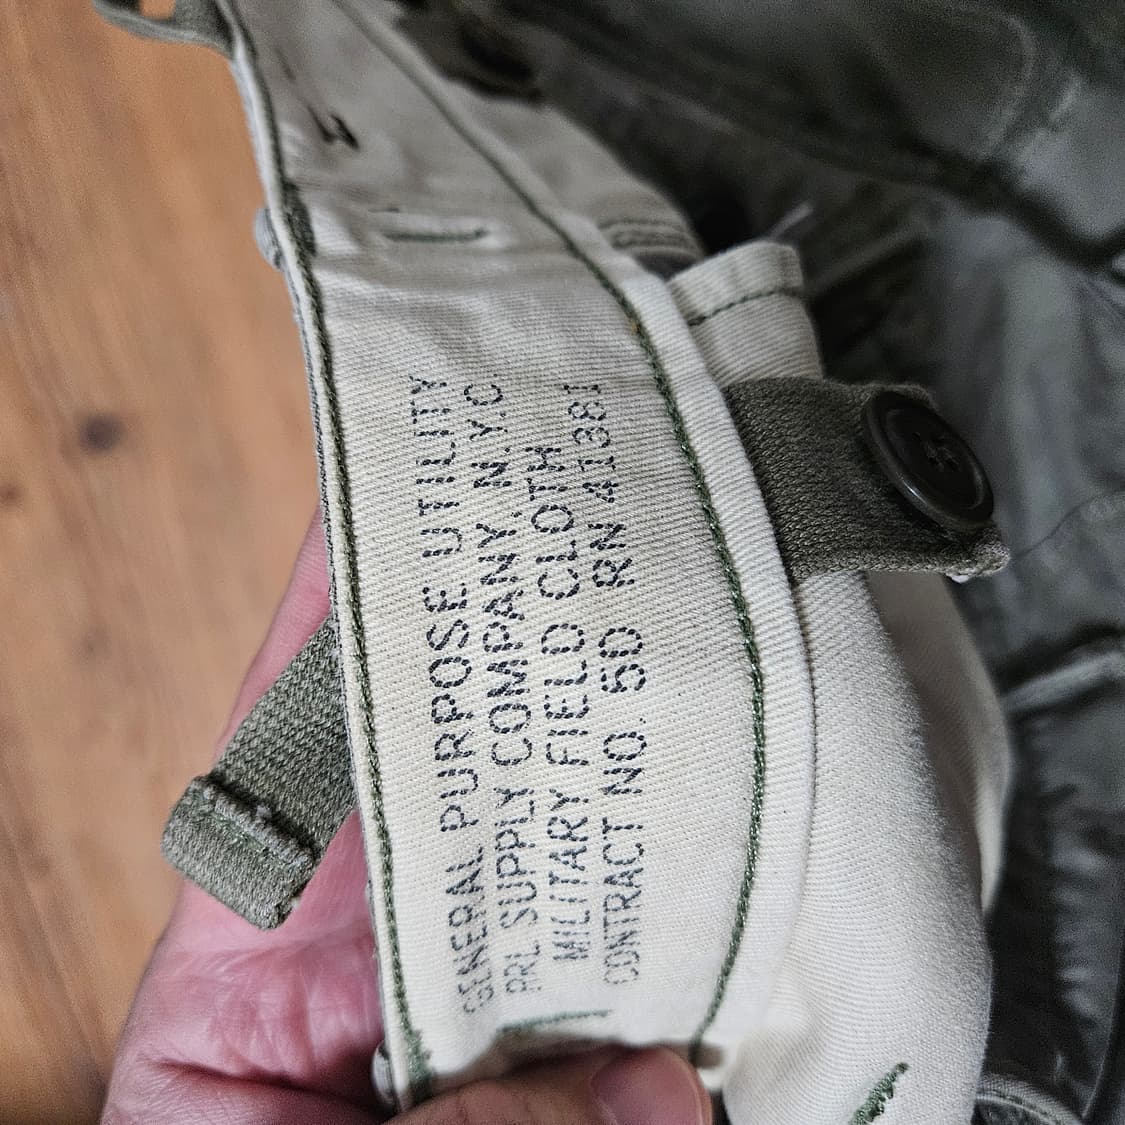 GENERAL PURPOSE UTILITY
PRL SUPPLY COMPANY. N.Y.C.
MILITARY FIELD CLOTH
CONTRACT NO. 50 RN 41381